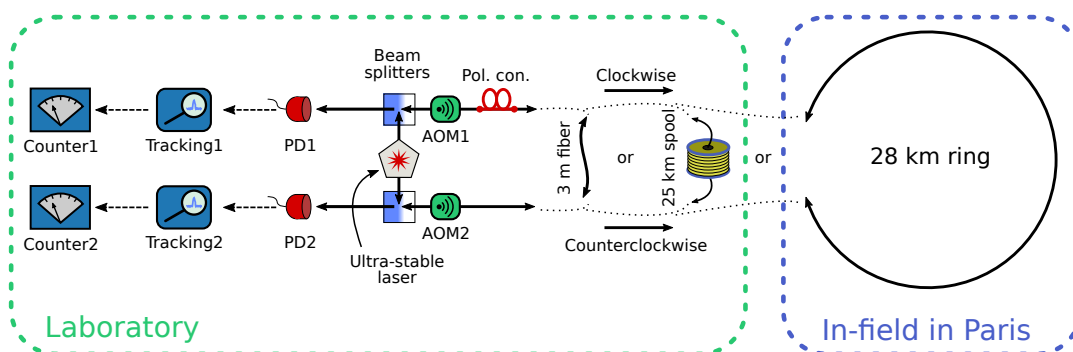 Beam
splitters
Pol. con.
Clockwise
Counter1
Tracking1
PD1
AOM1
3 m fiber
or
25 km spool
or
28 km ring
Counter2
Tracking2
PD2
AOM2
Counterclockwise
Ultra-stable
laser
Laboratory
In-field in Paris